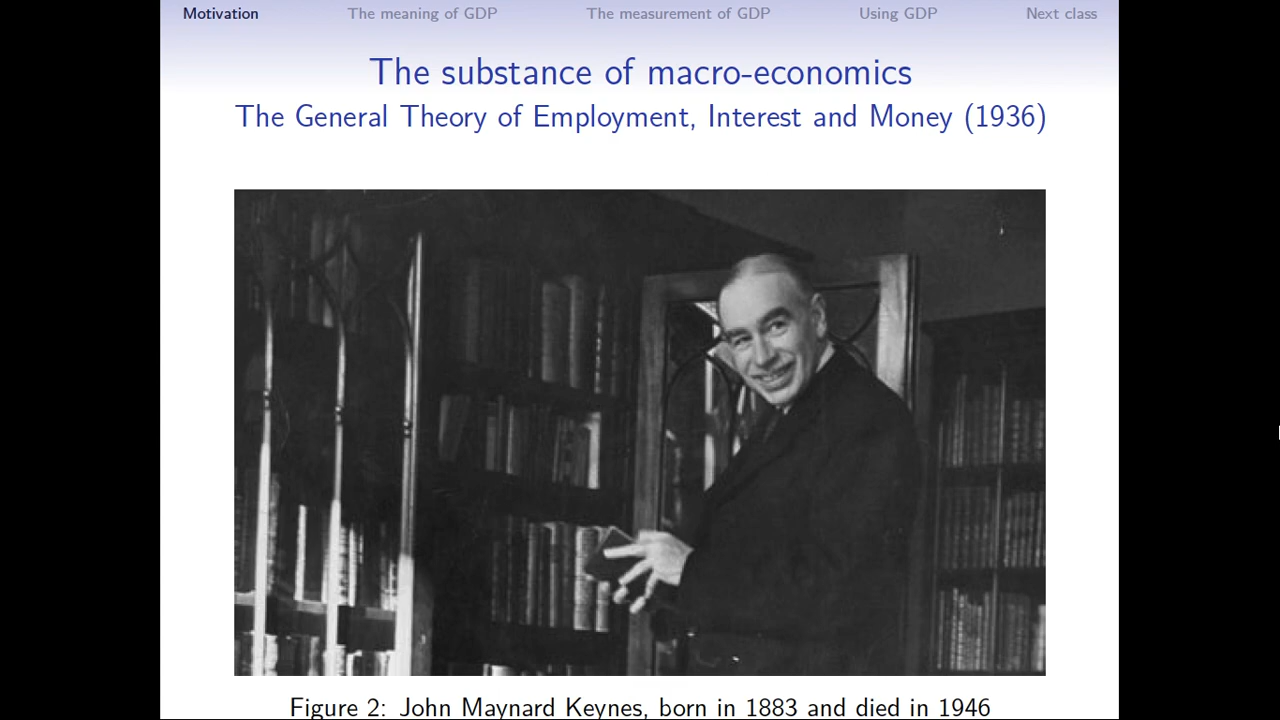 Motivation The meaning of GDP The measurement of GDP Using GDP Next class
The substance of macro-economics
The General Theory of Employment, Interest and Money (1936)
Figure 2: John Maynard Keynes, born in 1883 and died in 1946